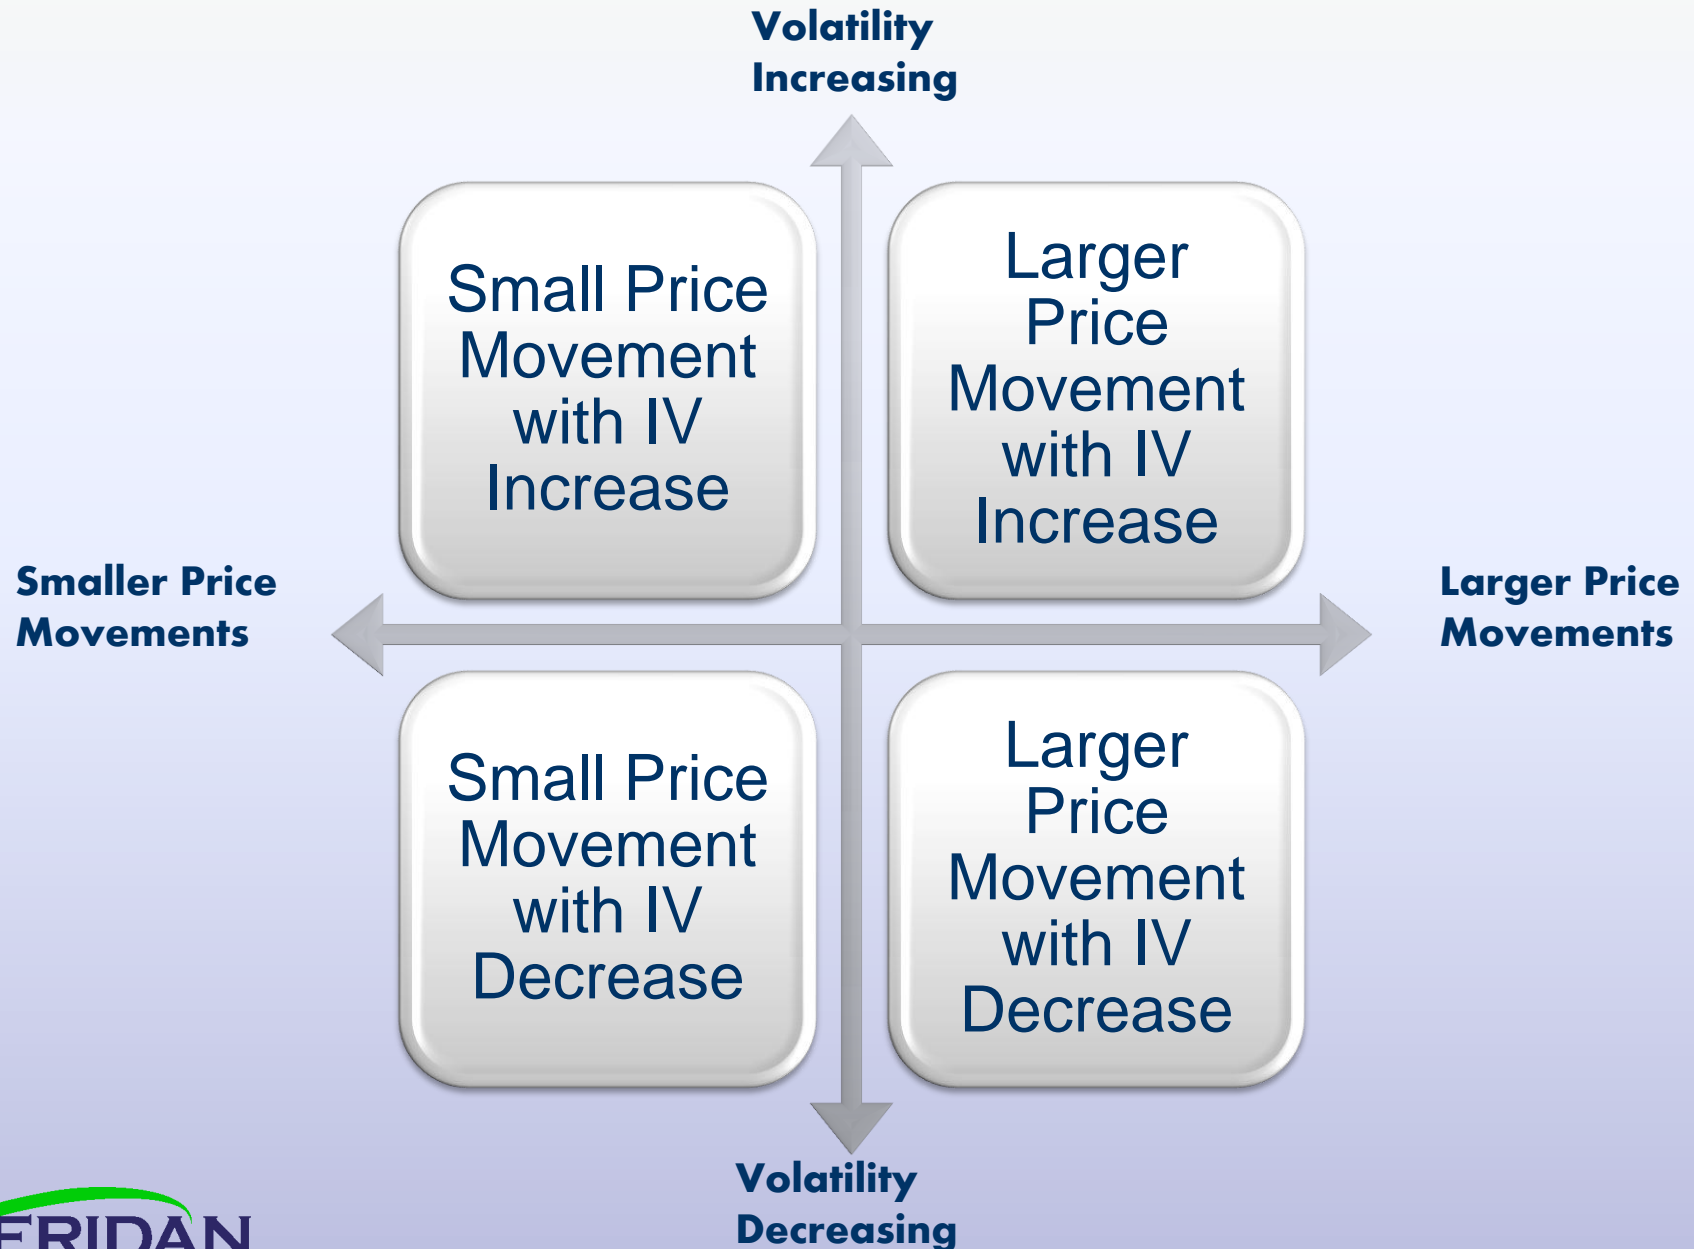 Volatility
Increasing
Small Price
Movement
with IV
Increase
Larger
Price
Movement
with IV
Increase
Smaller Price
Movements
Larger Price
Movements
Small Price
Movement
with IV
Decrease
Larger
Price
Movement
with IV
Decrease
Volatility
Decreasing
ERIDAN